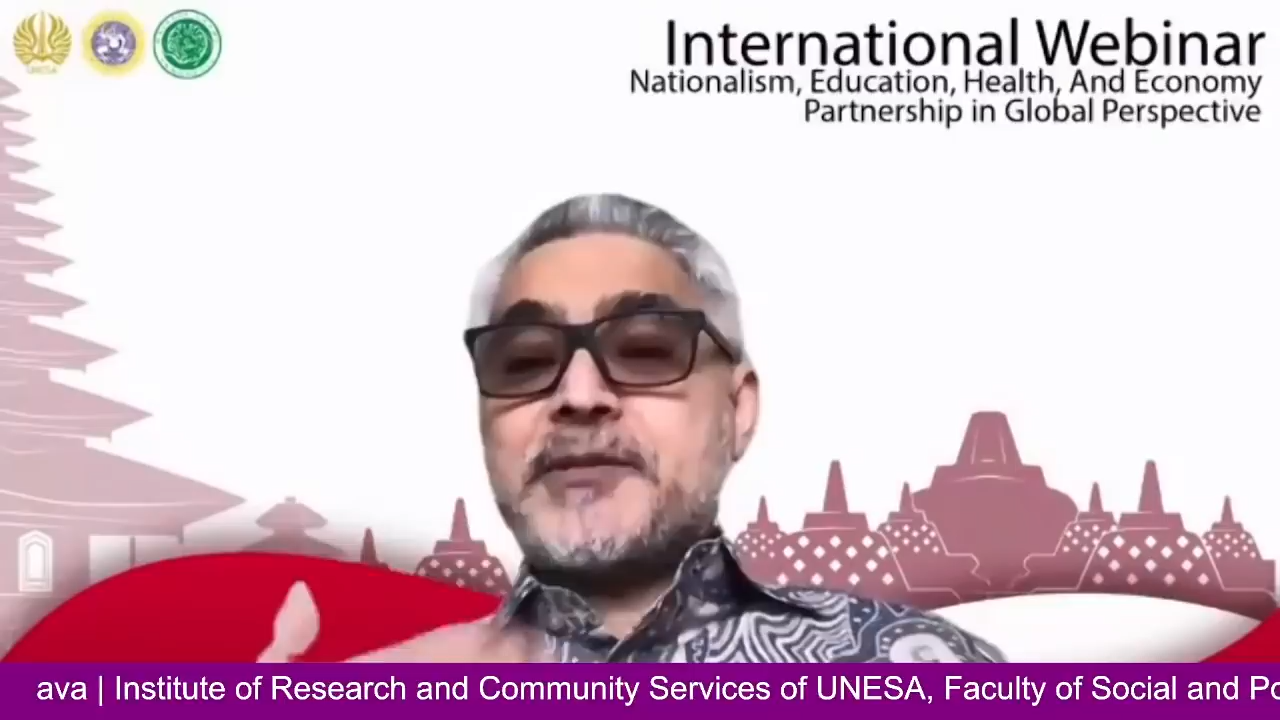 UNESA
International Webinar
Nationalism, Education, Health, And Economy
Partnership in Global Perspective
ava | Institute of Research and Community Services of UNESA, Faculty of Social and Po